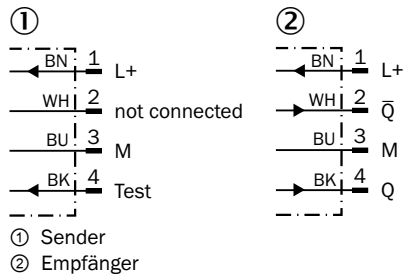 ① ②
BN 1 L+ BN 1 L+
WH 2 not connected WH 2 Q̅
BU 3 M BU 3 M
BK 4 Test BK 4 Q
① Sender
② Empfänger